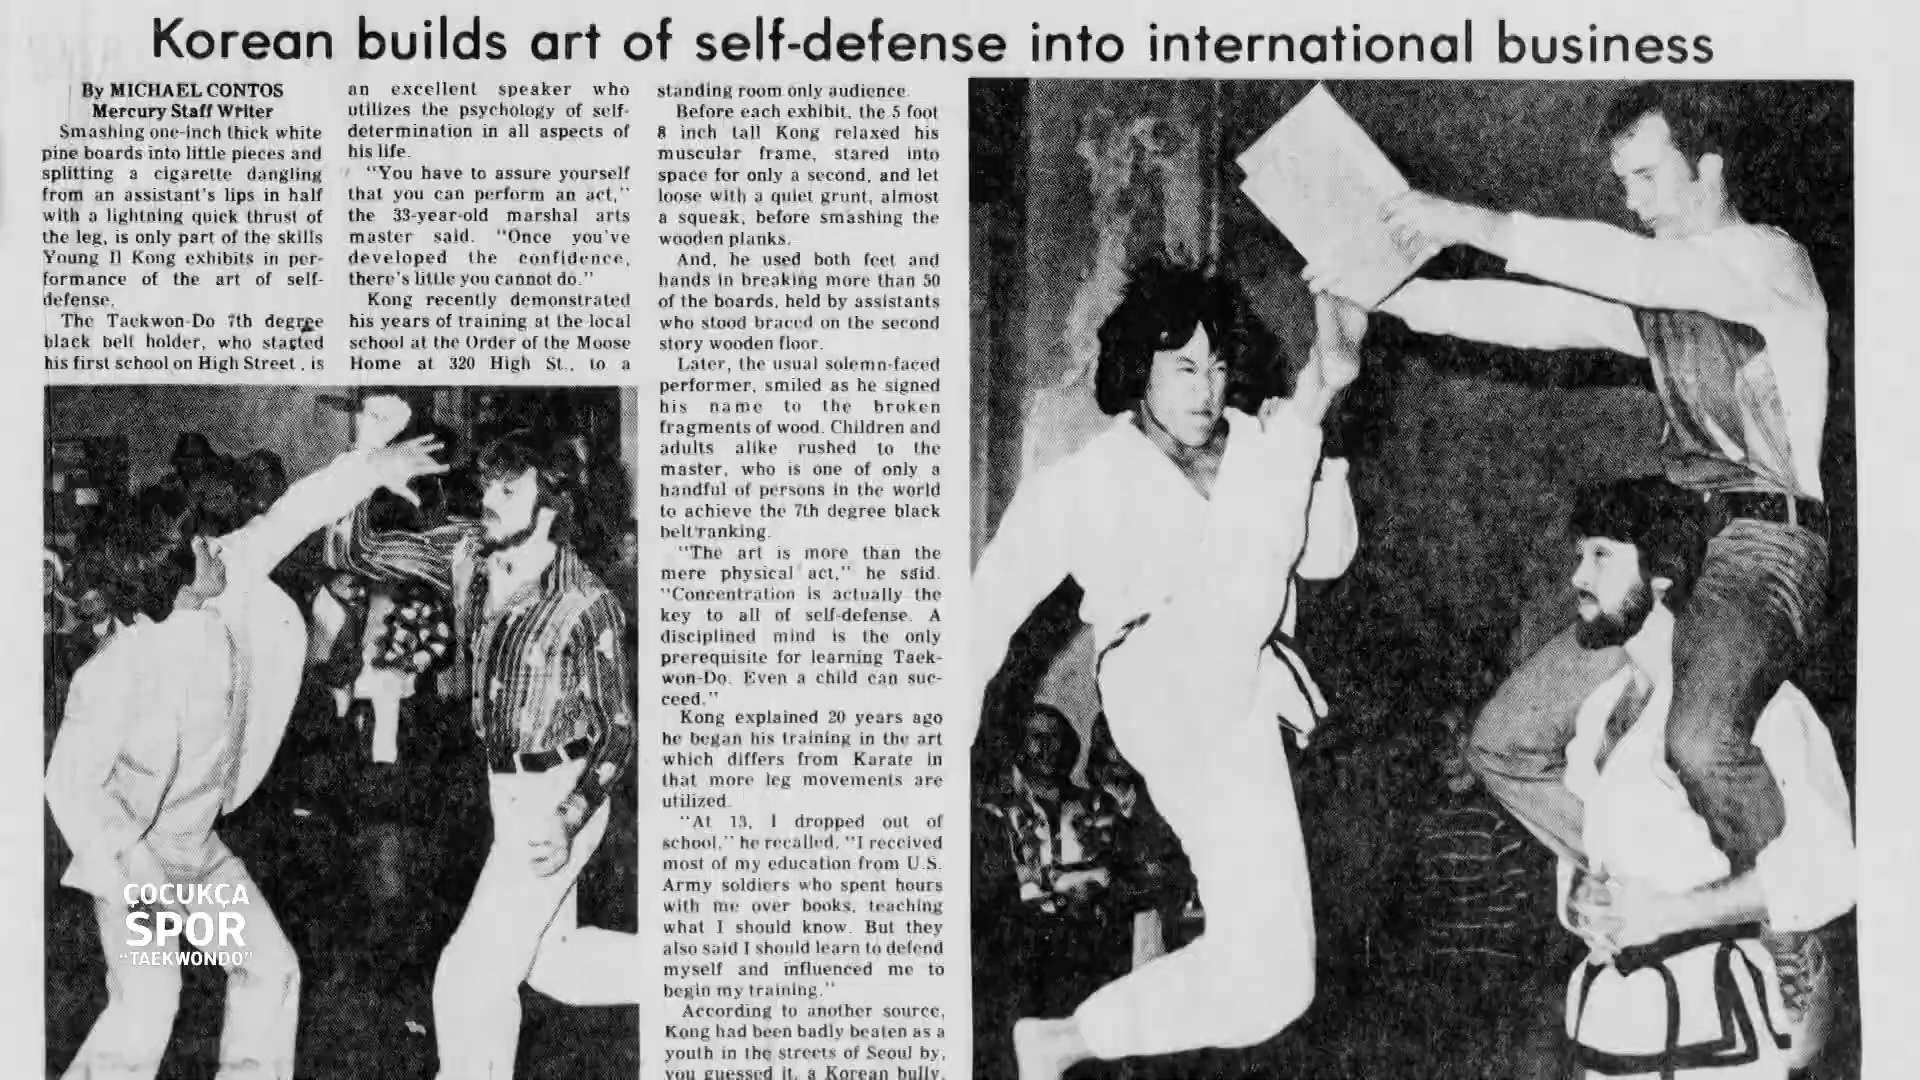 Korean builds art of self-defense into international business
By MICHAEL CONTOS
Mercury Staff Writer
Smashing one-inch thick white
pine boards into little pieces and
splitting a cigarette dangling
from an assistant's lips in half
with a lightning quick thrust of
the leg, is only part of the skills
Young Il Kong exhibits in per-
formance of the art of self-
defense.
The Taekwon-Do 7th degree
black belt holder, who started
his first school on High Street, is
an excellent speaker who
utilizes the psychology of self-
determination in all aspects of
his life.
"You have to assure yourself
that you can perform an act,"
the 33-year-old marshal arts
master said. "Once you've
developed the confidence,
there's little you cannot do."
Kong recently demonstrated
his years of training at the local
school at the Order of the Moose
Home at 320 High St., to a
standing room only audience.
Before each exhibit, the 5 foot
8 inch tall Kong relaxed his
muscular frame, stared into
space for only a second, and let
loose with a quiet grunt, almost
a squeak, before smashing the
wooden planks.
And, he used both feet and
hands in breaking more than 50
of the boards, held by assistants
who stood braced on the second
story wooden floor.
Later, the usual solemn-faced
performer, smiled as he signed
his name to the broken
fragments of wood. Children and
adults alike rushed to the
master, who is one of only a
handful of persons in the world
to achieve the 7th degree black
belt ranking.
"The art is more than the
mere physical act," he said.
"Concentration is actually the
key to all of self-defense. A
disciplined mind is the only
prerequisite for learning Taek-
won-Do. Even a child can suc-
ceed."
Kong explained 20 years ago
he began his training in the art
which differs from Karate in
that more leg movements are
utilized.
"At 13, I dropped out of
school," he recalled. "I received
most of my education from U.S.
Army soldiers who spent hours
with me over books, teaching
what I should know. But they
also said I should learn to defend
myself and influenced me to
begin my training."
According to another source,
Kong had been badly beaten as a
youth in the streets of Seoul by,
you guessed it, a Korean bully.
ÇOCUKÇA
SPOR
"TAEKWONDO"